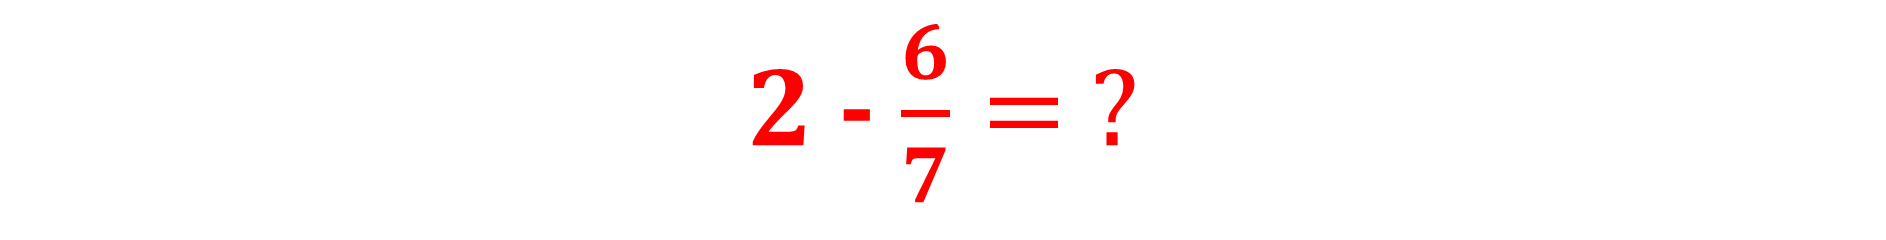 2 - 6/7 = ?